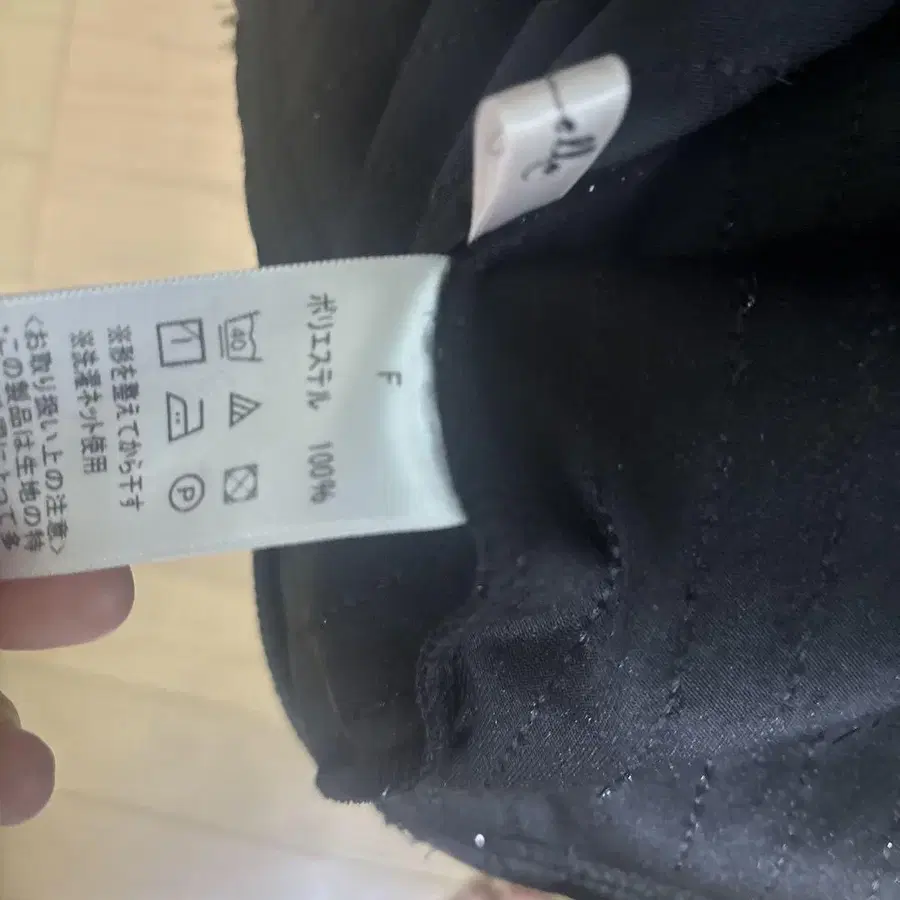 elle
F
ポリエステル 100%
40
P
※形を整えてから干す
※洗濯ネット使用
〈お取り扱い上の注意〉
この製品は生地の特